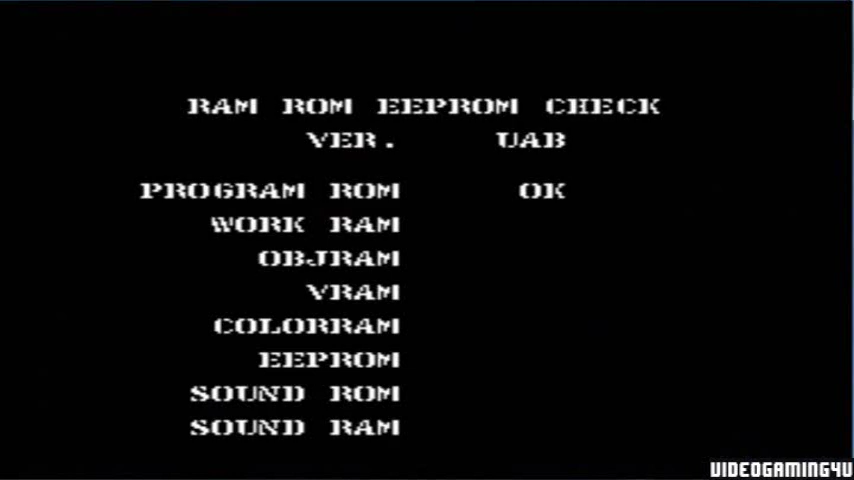 RAM ROM EEPROM CHECK
VER. UAB
PROGRAM ROM OK
WORK RAM
OBJRAM
VRAM
COLORRAM
EEPROM
SOUND ROM
SOUND RAM
VIDEOGAMING4U